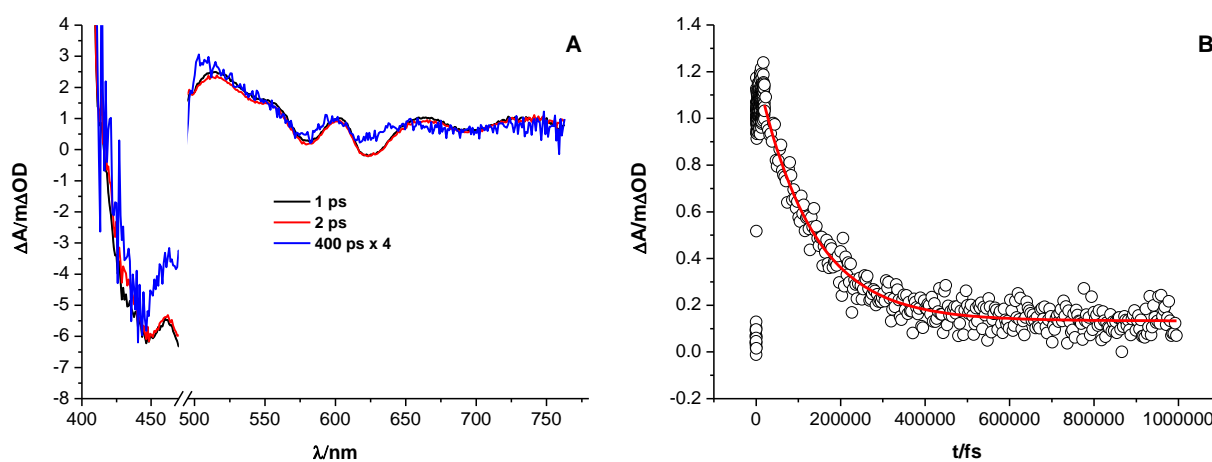 A
ΔA/mΔOD
4
3
2
1
0
-1
-2
-3
-4
-5
-6
-7
-8
1 ps
2 ps
400 ps x 4
400 450 500 550 600 650 700 750
λ/nm
B
ΔA/mΔOD
1.4
1.2
1.0
0.8
0.6
0.4
0.2
0.0
-0.2
0 200000 400000 600000 800000 1000000
t/fs